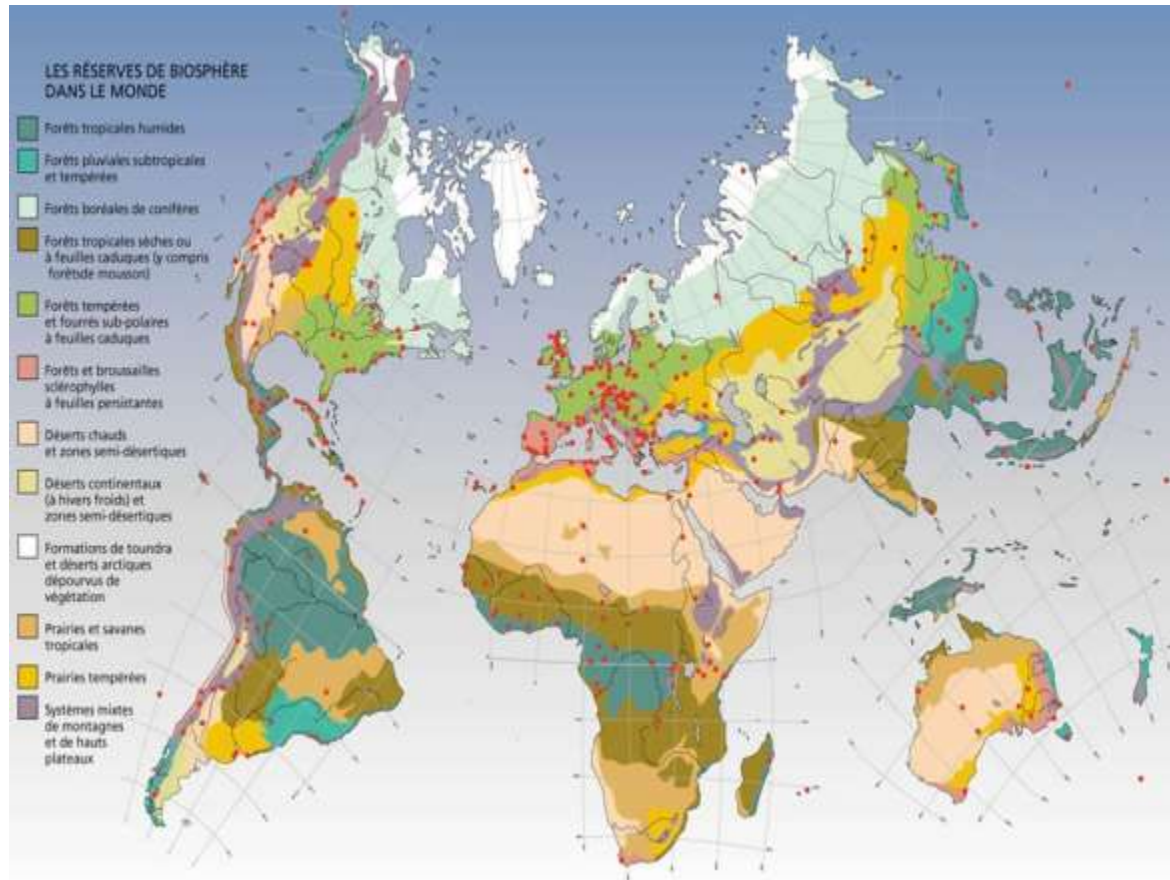 LES RÉSERVES DE BIOSPHÈRE
DANS LE MONDE
Forêts tropicales humides
Forêts pluviales subtropicales
et tempérées
Forêts boréales de conifères
Forêts tropicales sèches ou
à feuilles caduques (y compris
forêtsde mousson)
Forêts tempérées
et fourrés sub-polaires
à feuilles caduques
Forêts et broussailles
sclérophylles
à feuilles persistantes
Déserts chauds
et zones semi-désertiques
Déserts continentaux
(à hivers froids) et
zones semi-désertiques
Formations de toundra
et déserts arctiques
dépourvus de
végétation
Prairies et savanes
tropicales
Prairies tempérées
Systèmes mixtes
de montagnes
et de hauts
plateaux